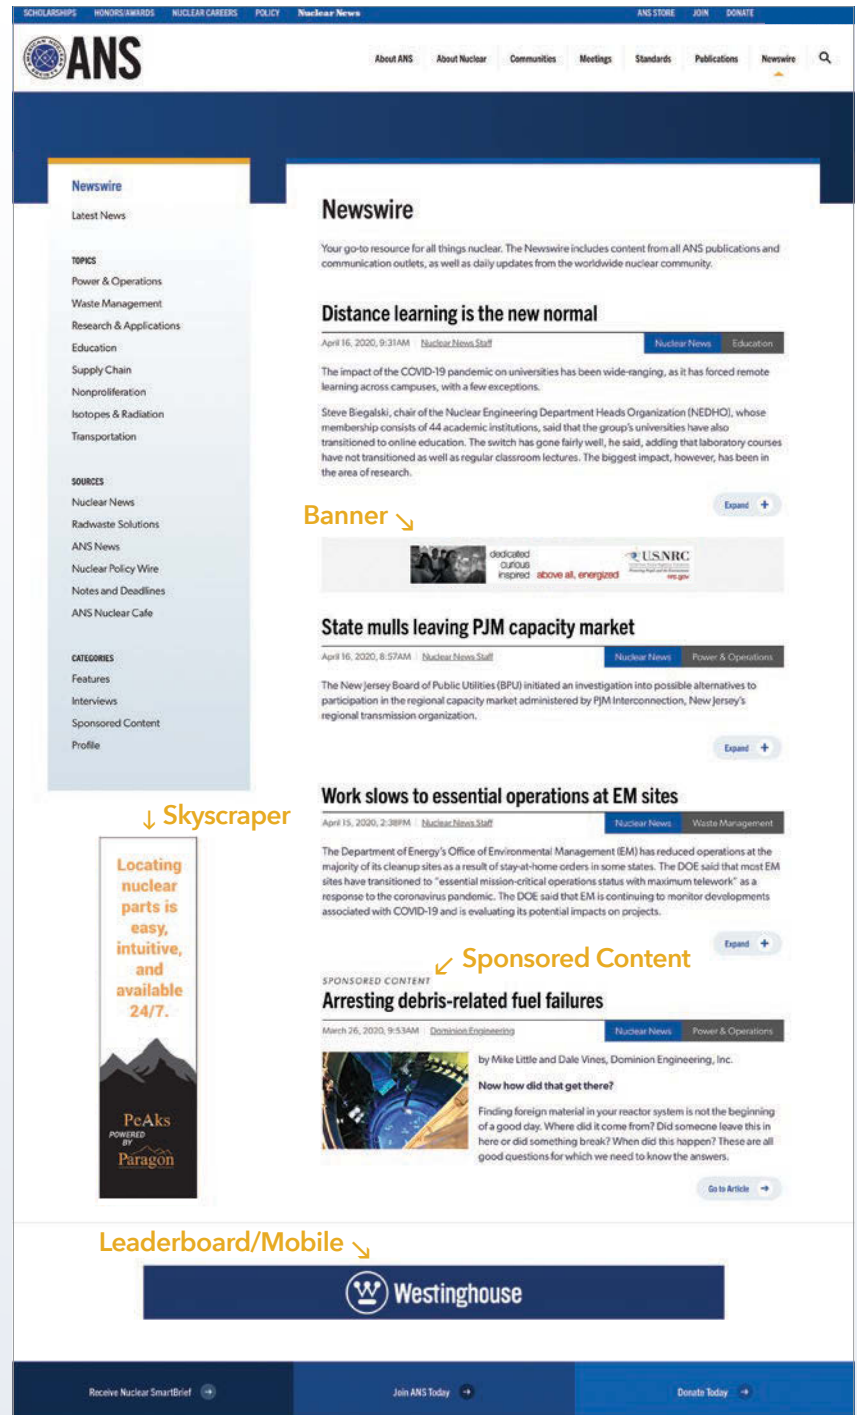 SCHOLARSHIPS HONORS/AWARDS NUCLEAR CAREERS POLICY Nuclear News ANS STORE JOIN DONATE
AMERICAN NUCLEAR SOCIETY
ANS
About ANS About Nuclear Communities Meetings Standards Publications Newswire
Newswire
Latest News
TOPICS
Power & Operations
Waste Management
Research & Applications
Education
Supply Chain
Nonproliferation
Isotopes & Radiation
Transportation
SOURCES
Nuclear News
Radwaste Solutions
ANS News
Nuclear Policy Wire
Notes and Deadlines
ANS Nuclear Cafe
CATEGORIES
Features
Interviews
Sponsored Content
Profile
↓ Skyscraper
Locating
nuclear
parts is
easy,
intuitive,
and
available
24/7.
PeAks
POWERED
BY
Paragon
Newswire
Your go-to resource for all things nuclear. The Newswire includes content from all ANS publications and
communication outlets, as well as daily updates from the worldwide nuclear community.
Distance learning is the new normal
April 16, 2020, 9:31AM | Nuclear News Staff Nuclear News Education
The impact of the COVID-19 pandemic on universities has been wide-ranging, as it has forced remote
learning across campuses, with a few exceptions.
Steve Biegalski, chair of the Nuclear Engineering Department Heads Organization (NEDHO), whose
membership consists of 44 academic institutions, said that the group's universities have also
transitioned to online education. The switch has gone fairly well, he said, adding that laboratory courses
have not transitioned as well as regular classroom lectures. The biggest impact, however, has been in
the area of research.
Expand +
Banner ↘
dedicated
curious
inspired above all, energized
U.S.NRC
nrc.gov
State mulls leaving PJM capacity market
April 16, 2020, 8:57AM | Nuclear News Staff Nuclear News Power & Operations
The New Jersey Board of Public Utilities (BPU) initiated an investigation into possible alternatives to
participation in the regional capacity market administered by PJM Interconnection, New Jersey's
regional transmission organization.
Expand +
Work slows to essential operations at EM sites
April 15, 2020, 2:38PM | Nuclear News Staff Nuclear News Waste Management
The Department of Energy's Office of Environmental Management (EM) has reduced operations at the
majority of its cleanup sites as a result of stay-at-home orders in some states. The DOE said that most EM
sites have transitioned to "essential mission-critical operations status with maximum telework" as a
response to the coronavirus pandemic. The DOE said that EM is continuing to monitor developments
associated with COVID-19 and is evaluating its potential impacts on projects.
Expand +
↙ Sponsored Content
SPONSORED CONTENT
Arresting debris-related fuel failures
March 26, 2020, 9:53AM | Dominion Engineering Nuclear News Power & Operations
by Mike Little and Dale Vines, Dominion Engineering, Inc.
Now how did that get there?
Finding foreign material in your reactor system is not the beginning
of a good day. Where did it come from? Did someone leave this in
here or did something break? When did this happen? These are all
good questions for which we need to know the answers.
Go to Article →
Leaderboard/Mobile ↘
Westinghouse
Receive Nuclear SmartBrief → Join ANS Today → Donate Today →